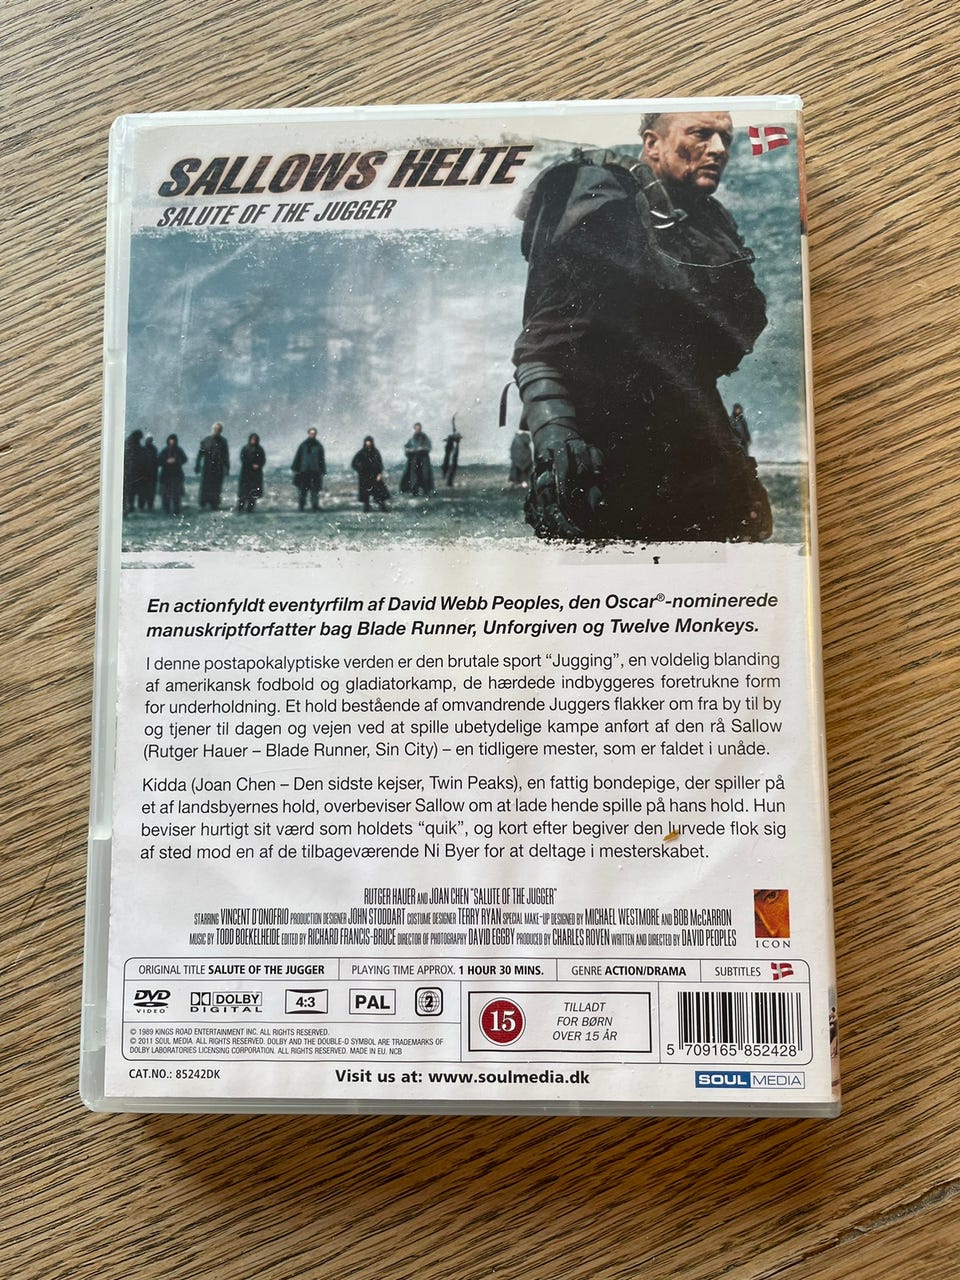 SALLOWS HELTE
SALUTE OF THE JUGGER
En actionfyldt eventyrfilm af David Webb Peoples, den Oscar®-nominerede
manuskriptforfatter bag Blade Runner, Unforgiven og Twelve Monkeys.
I denne postapokalyptiske verden er den brutale sport “Jugging”, en voldelig blanding
af amerikansk fodbold og gladiatorkamp, de hærdede indbyggeres foretrukne form
for underholdning. Et hold bestående af omvandrende Juggers flakker om fra by til by
og tjener til dagen og vejen ved at spille ubetydelige kampe anført af den rå Sallow
(Rutger Hauer – Blade Runner, Sin City) – en tidligere mester, som er faldet i unåde.
Kidda (Joan Chen – Den sidste kejser, Twin Peaks), en fattig bondepige, der spiller på
et af landsbyernes hold, overbeviser Sallow om at lade hende spille på hans hold. Hun
beviser hurtigt sit værd som holdets “quik”, og kort efter begiver den lurvede flok sig
af sted mod en af de tilbageværende Ni Byer for at deltage i mesterskabet.
RUTGER HAUER AND JOAN CHEN "SALUTE OF THE JUGGER"
STARRING VINCENT D'ONOFRIO PRODUCTION DESIGNER JOHN STODDART COSTUME DESIGNER TERRY RYAN SPECIAL MAKE-UP DESIGNED BY MICHAEL WESTMORE AND BOB McCARRON
MUSIC BY TODD BOEKELHEIDE EDITED BY RICHARD FRANCIS-BRUCE DIRECTOR OF PHOTOGRAPHY DAVID EGGBY PRODUCED BY CHARLES ROVEN WRITTEN AND DIRECTED BY DAVID PEOPLES
ICON
ORIGINAL TITLE SALUTE OF THE JUGGER PLAYING TIME APPROX. 1 HOUR 30 MINS. GENRE ACTION/DRAMA SUBTITLES
DVD VIDEO DOLBY DIGITAL 4:3 PAL 2
15
TILLADT
FOR BØRN
OVER 15 ÅR
5 709165 852428
© 1989 KINGS ROAD ENTERTAINMENT INC. ALL RIGHTS RESERVED.
© 2011 SOUL MEDIA. ALL RIGHTS RESERVED. DOLBY AND THE DOUBLE-D SYMBOL ARE TRADEMARKS OF
DOLBY LABORATORIES LICENSING CORPORATION. ALL RIGHTS RESERVED. MADE IN EU. NCB
CAT.NO.: 85242DK
Visit us at: www.soulmedia.dk
SOUL MEDIA